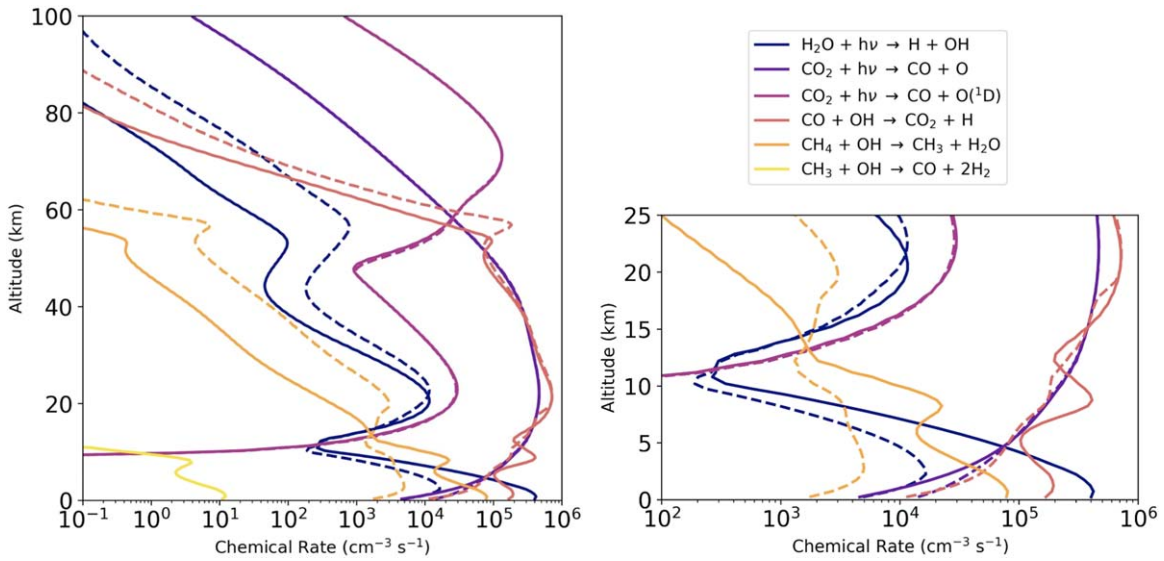 100
80
60
40
20
0
Altitude (km)
10⁻¹ 10⁰ 10¹ 10² 10³ 10⁴ 10⁵ 10⁶
Chemical Rate (cm⁻³ s⁻¹)
H₂O + hν → H + OH
CO₂ + hν → CO + O
CO₂ + hν → CO + O(¹D)
CO + OH → CO₂ + H
CH₄ + OH → CH₃ + H₂O
CH₃ + OH → CO + 2H₂
25
20
15
10
5
0
Altitude (km)
10² 10³ 10⁴ 10⁵ 10⁶
Chemical Rate (cm⁻³ s⁻¹)